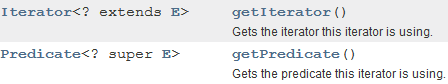 Iterator<? extends E> getIterator()
Gets the iterator this iterator is using.
Predicate<? super E> getPredicate()
Gets the predicate this iterator is using.